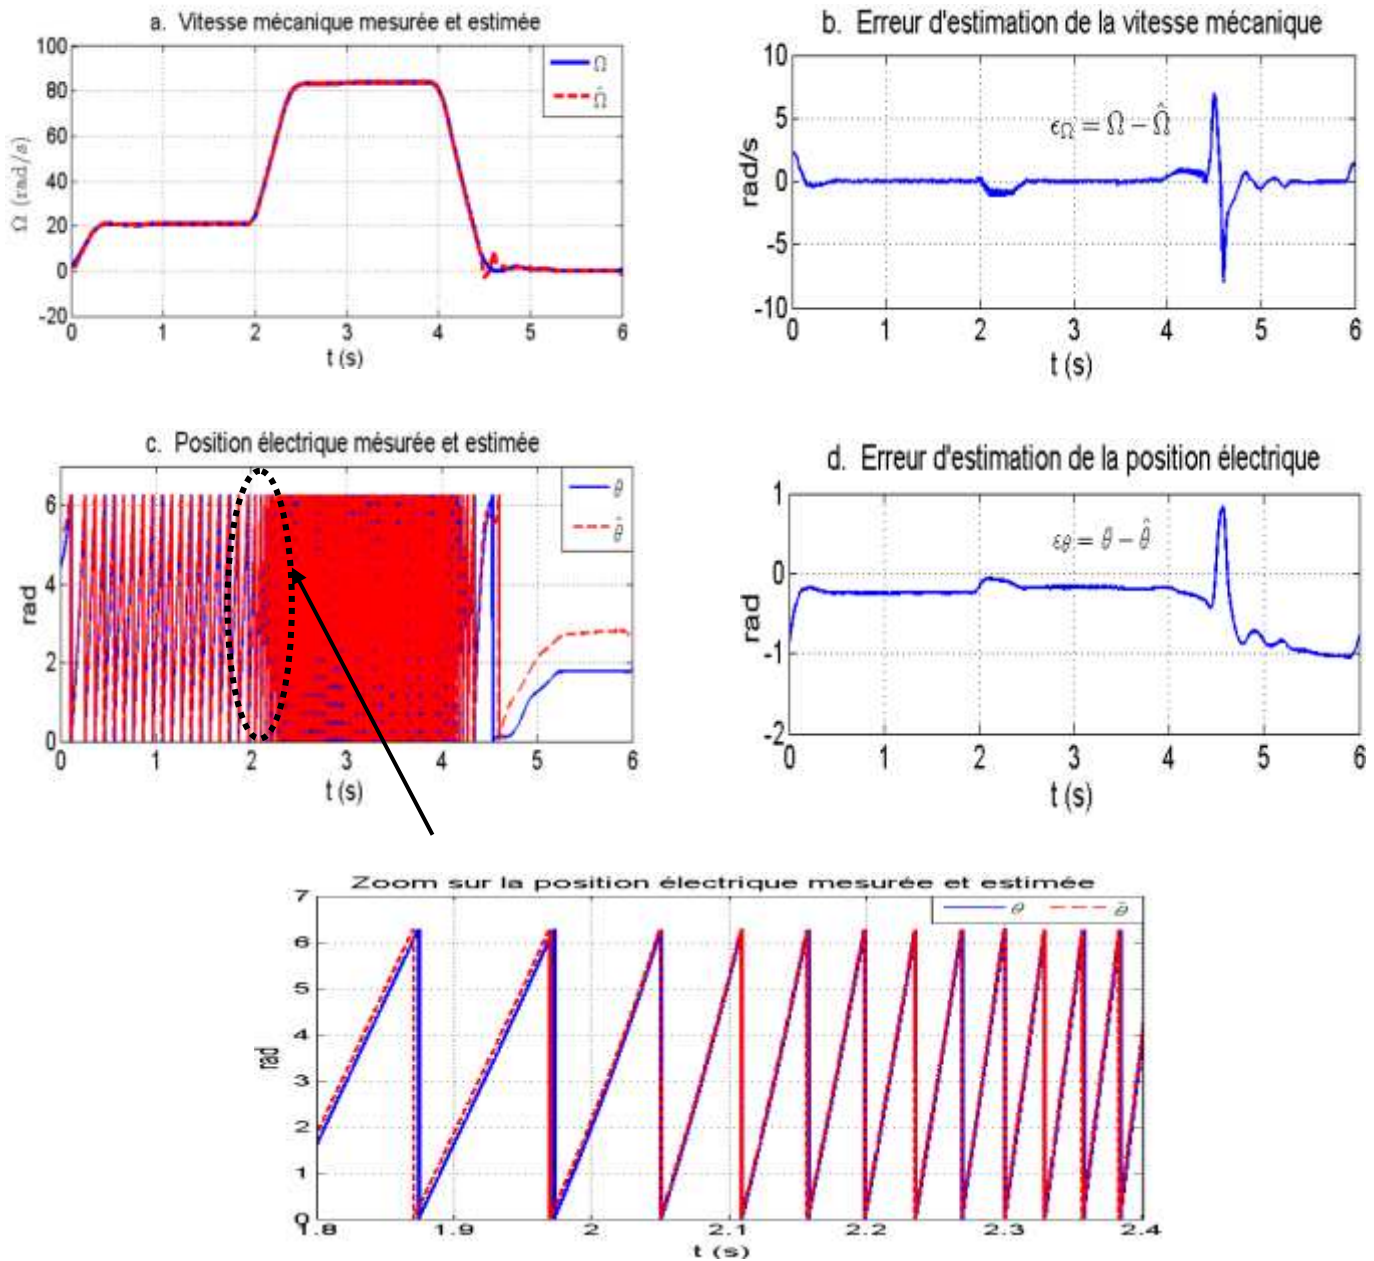 a. Vitesse mécanique mesurée et estimée
100
80
60
40
20
0
-20
Ω (rad/s)
Ω
Ω̂
0 1 2 3 4 5 6
t (s)
b. Erreur d'estimation de la vitesse mécanique
10
5
0
-5
-10
rad/s
ϵΩ = Ω − Ω̂
0 1 2 3 4 5 6
t (s)
c. Position électrique mésurée et estimée
6
4
2
0
rad
θ
θ̂
0 1 2 3 4 5 6
t (s)
d. Erreur d'estimation de la position électrique
1
0
-1
-2
rad
εθ = θ − θ̂
0 1 2 3 4 5 6
t (s)
Zoom sur la position électrique mesurée et estimée
7
6
5
4
3
2
1
0
rad
θ θ̂
1.8 1.9 2 2.1 2.2 2.3 2.4
t (s)